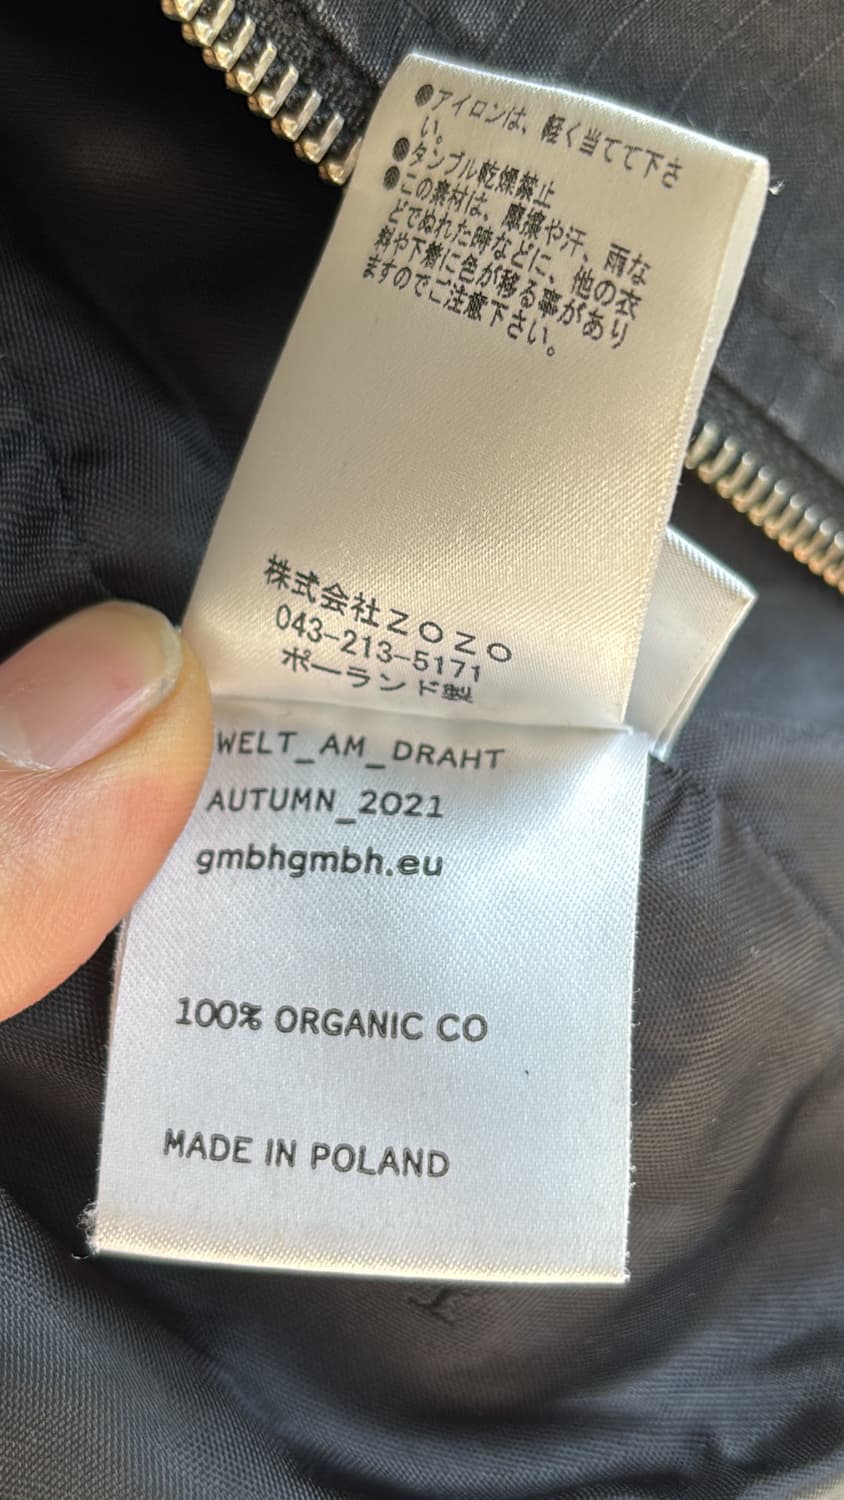 ●アイロンは、軽く当てて下さ
い。
●タンブル乾燥禁止
●この素材は、摩擦や汗、雨な
どでぬれた時などに、他の衣
料や下着に色が移る事があり
ますのでご注意下さい。
株式会社ZOZO
043-213-5171
ポーランド製
WELT_AM_DRAHT
AUTUMN_2021
gmbhgmbh.eu
100% ORGANIC CO
MADE IN POLAND